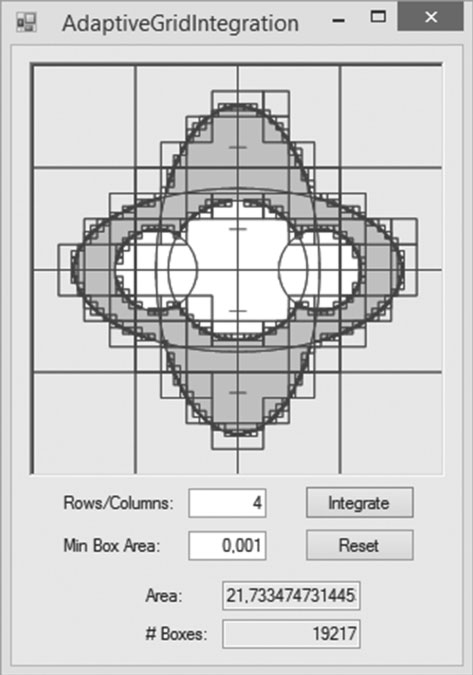 AdaptiveGridIntegration
Rows/Columns: 4 Integrate
Min Box Area: 0,001 Reset
Area: 21,733474731445
# Boxes: 19217